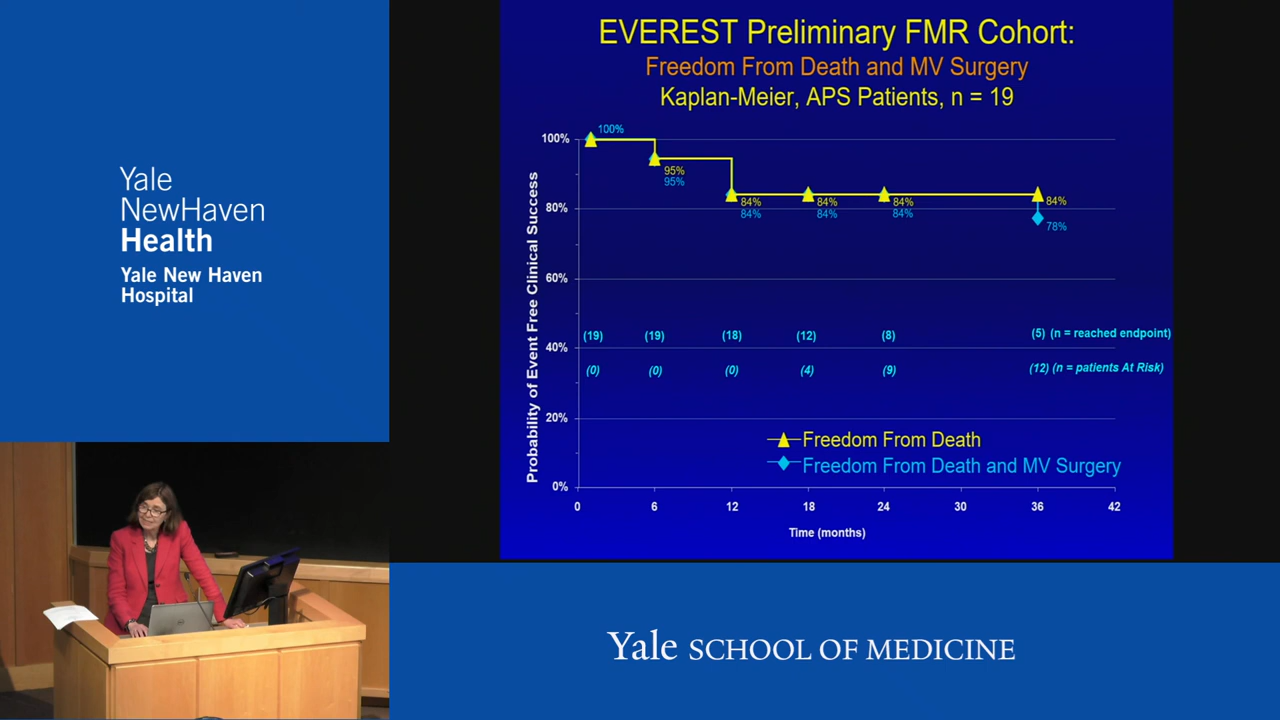 Yale
NewHaven
Health
Yale New Haven
Hospital
EVEREST Preliminary FMR Cohort:
Freedom From Death and MV Surgery
Kaplan-Meier, APS Patients, n = 19
Probability of Event Free Clinical Success
100%
80%
60%
40%
20%
0%
100%
95%
95%
84%
84%
84%
84%
84%
84%
84%
78%
(19) (19) (18) (12) (8) (5) (n = reached endpoint)
(0) (0) (0) (4) (9) (12) (n = patients At Risk)
Freedom From Death
Freedom From Death and MV Surgery
0 6 12 18 24 30 36 42
Time (months)
Yale SCHOOL OF MEDICINE